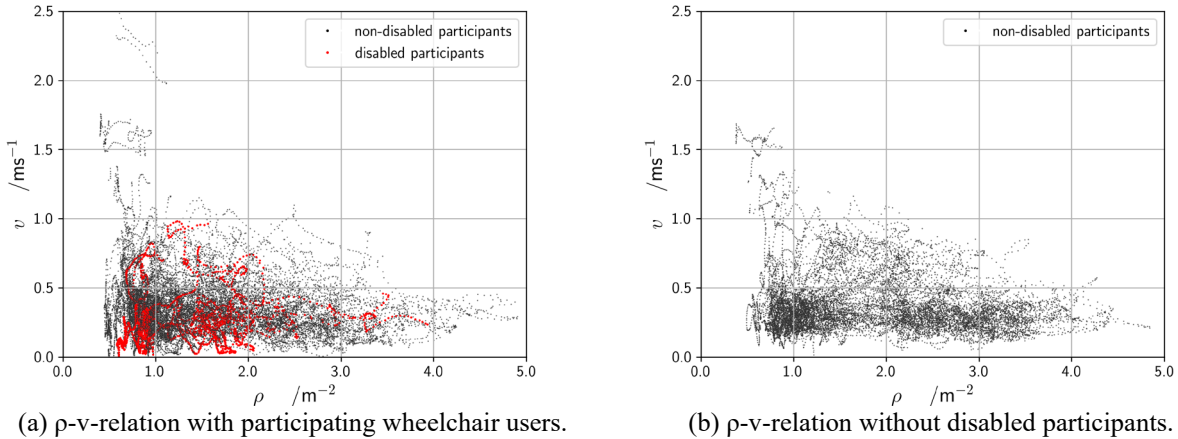 2.5
2.0
1.5
1.0
0.5
0.0
v /ms⁻¹
non-disabled participants
disabled participants
0.0 1.0 2.0 3.0 4.0 5.0
ρ /m⁻²
(a) ρ-v-relation with participating wheelchair users.
2.5
2.0
1.5
1.0
0.5
0.0
v /ms⁻¹
non-disabled participants
0.0 1.0 2.0 3.0 4.0 5.0
ρ /m⁻²
(b) ρ-v-relation without disabled participants.